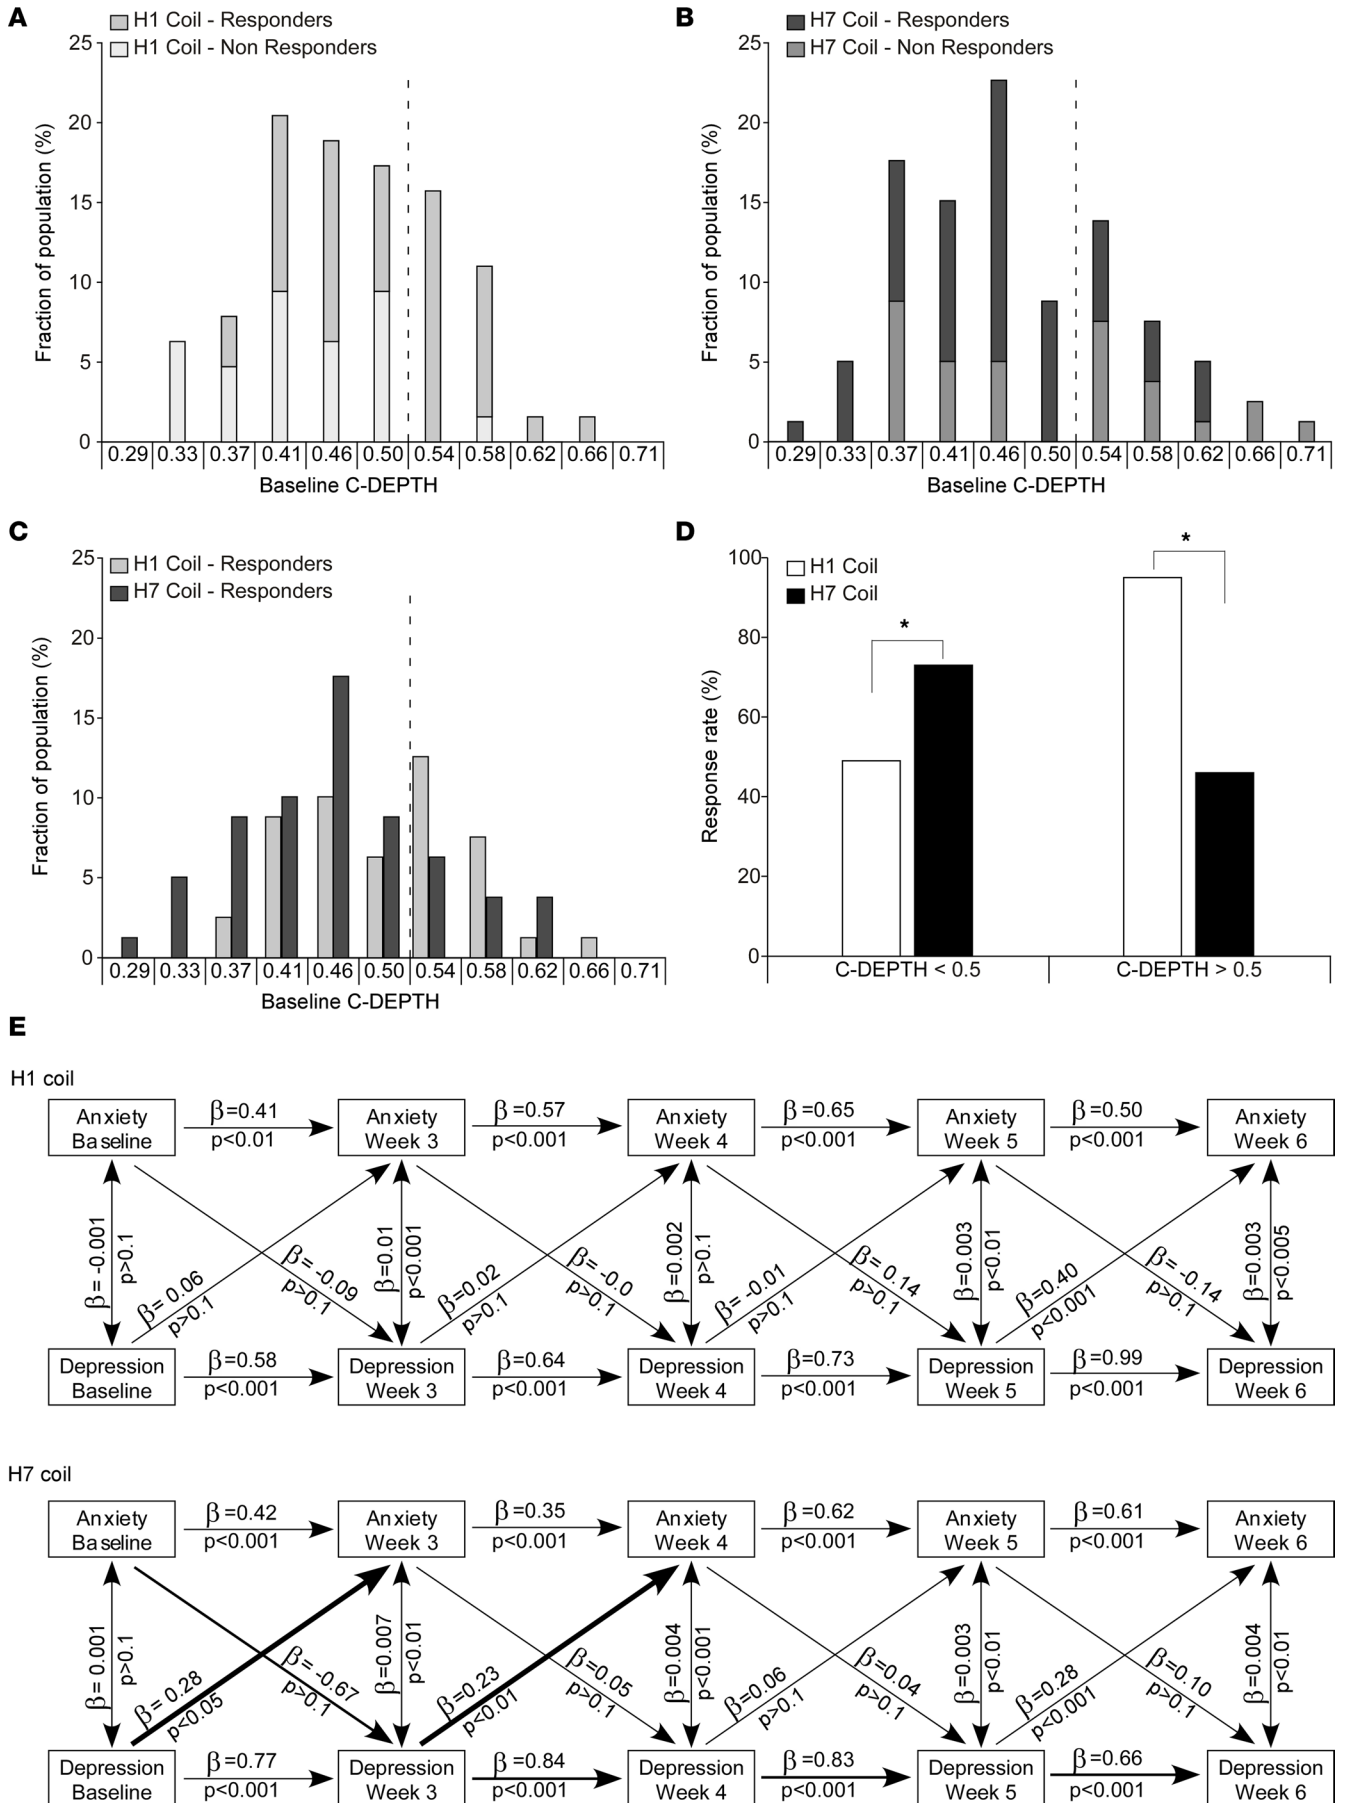 A
H1 Coil - Responders
H1 Coil - Non Responders
25
20
15
10
5
0
Fraction of population (%)
0.29 0.33 0.37 0.41 0.46 0.50 0.54 0.58 0.62 0.66 0.71
Baseline C-DEPTH
B
H7 Coil - Responders
H7 Coil - Non Responders
25
20
15
10
5
0
Fraction of population (%)
0.29 0.33 0.37 0.41 0.46 0.50 0.54 0.58 0.62 0.66 0.71
Baseline C-DEPTH
C
H1 Coil - Responders
H7 Coil - Responders
25
20
15
10
5
0
Fraction of population (%)
0.29 0.33 0.37 0.41 0.46 0.50 0.54 0.58 0.62 0.66 0.71
Baseline C-DEPTH
D
H1 Coil
H7 Coil
100
80
60
40
20
0
Response rate (%)
*
*
C-DEPTH < 0.5 C-DEPTH > 0.5
E
H1 coil
Anxiety
Baseline
β=0.41
p<0.01
Anxiety
Week 3
β=0.57
p<0.001
Anxiety
Week 4
β=0.65
p<0.001
Anxiety
Week 5
β=0.50
p<0.001
Anxiety
Week 6
β= -0.001
p>0.1
β= 0.06
p>0.1
β= -0.09
p>0.1
β=0.01
p<0.001
β=0.02
p>0.1
β= -0.0
p>0.1
β=0.002
p>0.1
β= -0.01
p>0.1
β= 0.14
p>0.1
β=0.003
p<0.01
β=0.40
p<0.001
β= -0.14
p>0.1
β=0.003
p<0.005
Depression
Baseline
β=0.58
p<0.001
Depression
Week 3
β=0.64
p<0.001
Depression
Week 4
β=0.73
p<0.001
Depression
Week 5
β=0.99
p<0.001
Depression
Week 6
H7 coil
Anxiety
Baseline
β=0.42
p<0.001
Anxiety
Week 3
β=0.35
p<0.001
Anxiety
Week 4
β=0.62
p<0.001
Anxiety
Week 5
β=0.61
p<0.001
Anxiety
Week 6
β= 0.001
p>0.1
β= 0.28
p<0.05
β= -0.67
p>0.1
β=0.007
p<0.01
β=0.23
p<0.01
β=0.05
p>0.1
β=0.004
p<0.001
β=0.06
p>0.1
β=0.04
p>0.1
β=0.003
p<0.01
β=0.28
p<0.001
β=0.10
p>0.1
β=0.004
p<0.01
Depression
Baseline
β=0.77
p<0.001
Depression
Week 3
β=0.84
p<0.001
Depression
Week 4
β=0.83
p<0.001
Depression
Week 5
β=0.66
p<0.001
Depression
Week 6